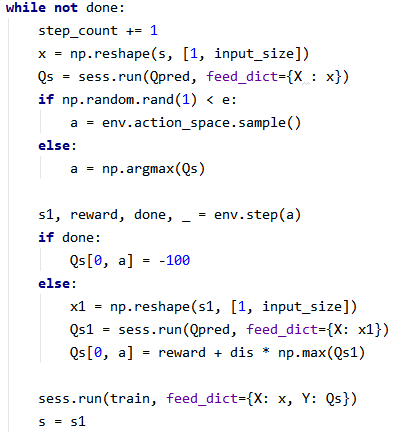 while not done:
    step_count += 1
    x = np.reshape(s, [1, input_size])
    Qs = sess.run(Qpred, feed_dict={X : x})
    if np.random.rand(1) < e:
        a = env.action_space.sample()
    else:
        a = np.argmax(Qs)

    s1, reward, done, _ = env.step(a)
    if done:
        Qs[0, a] = -100
    else:
        x1 = np.reshape(s1, [1, input_size])
        Qs1 = sess.run(Qpred, feed_dict={X: x1})
        Qs[0, a] = reward + dis * np.max(Qs1)

    sess.run(train, feed_dict={X: x, Y: Qs})
    s = s1